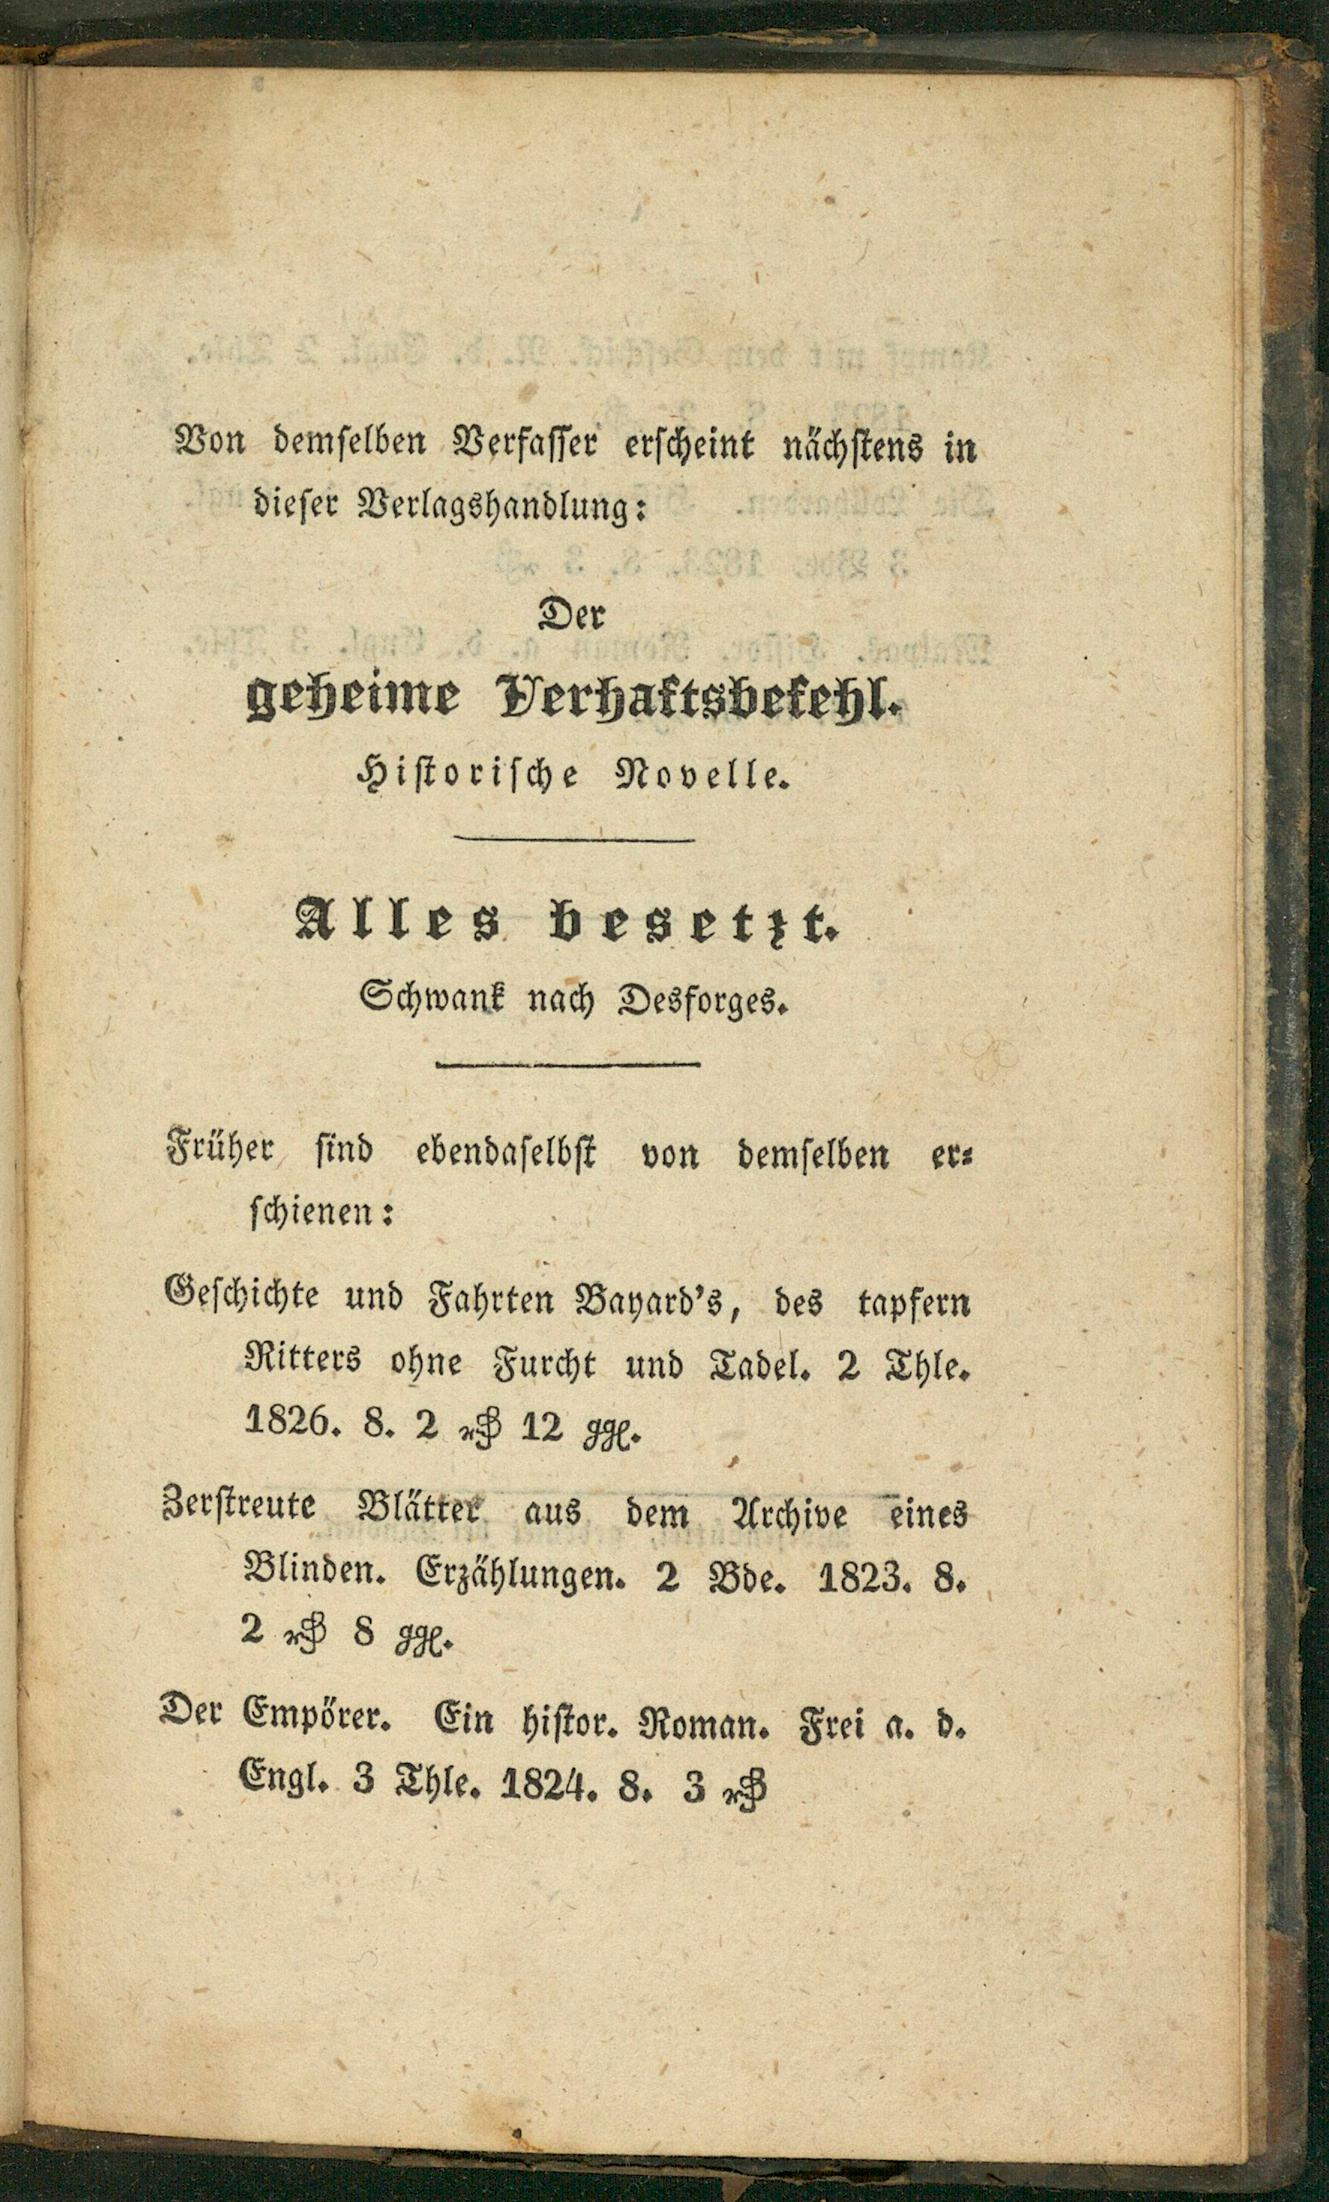 Von demselben Verfasser erscheint nächstens in
dieser Verlagshandlung:
Der
geheime Verhaftsbefehl.
Historische Novelle.
Alles besetzt.
Schwank nach Desforges.
Früher sind ebendaselbst von demselben er-
schienen:
Geschichte und Fahrten Bayard's, des tapfern
Ritters ohne Furcht und Tadel. 2 Thle.
1826. 8. 2 rthl 12 ggl.
Zerstreute Blätter aus dem Archive eines
Blinden. Erzählungen. 2 Bde. 1823. 8.
2 rthl 8 ggl.
Der Empörer. Ein histor. Roman. Frei a. d.
Engl. 3 Thle. 1824. 8. 3 rthl